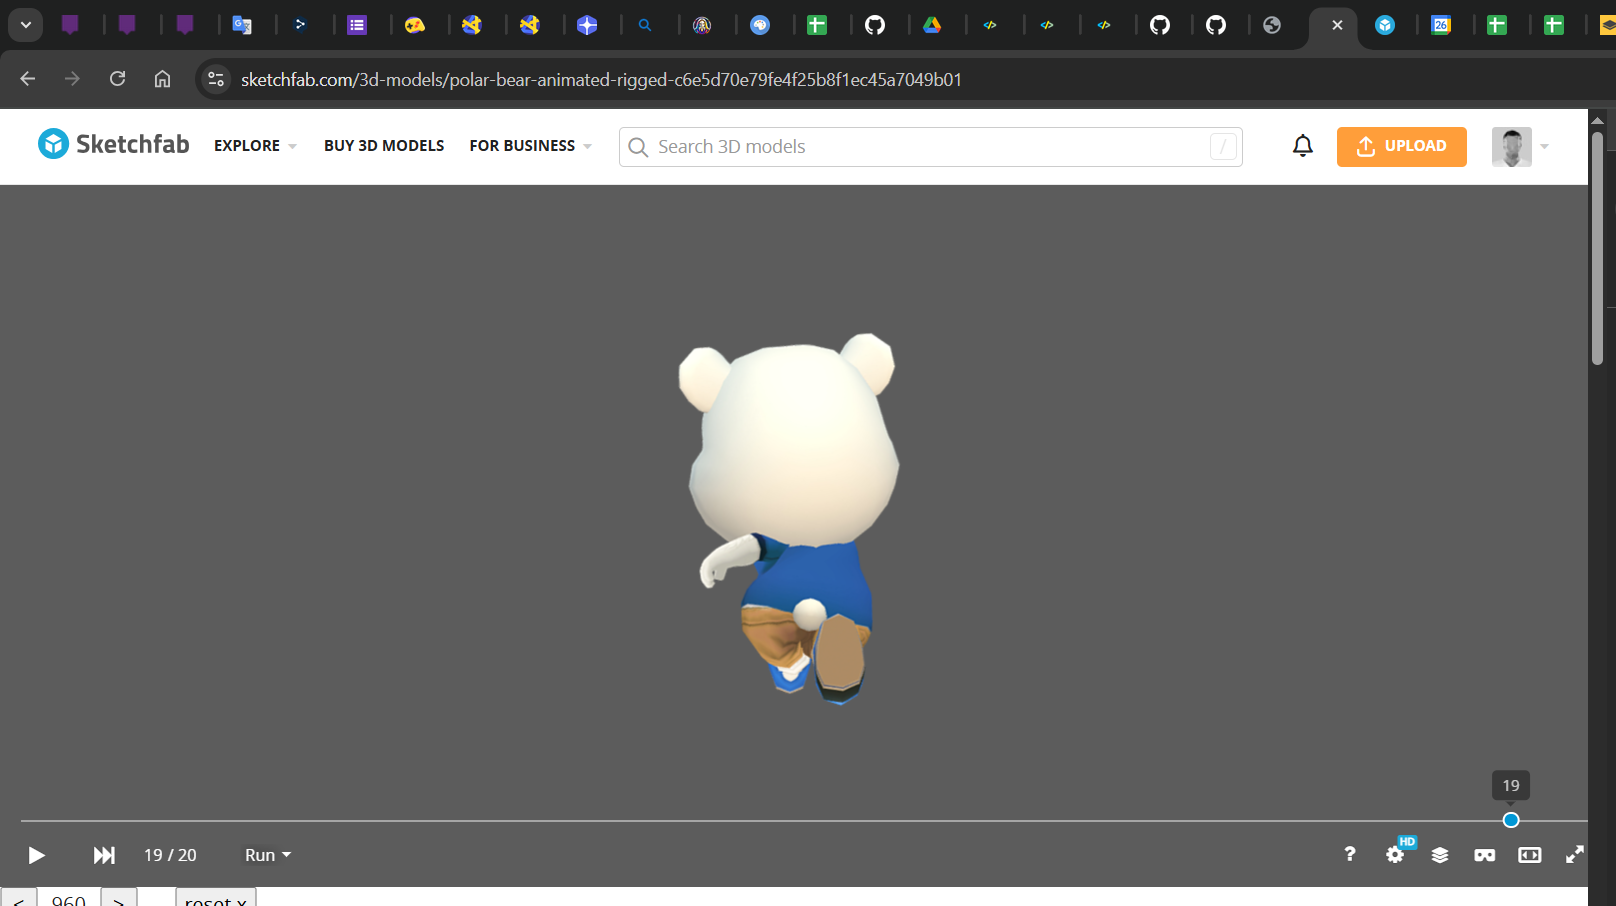 26
sketchfab.com/3d-models/polar-bear-animated-rigged-c6e5d70e79fe4f25b8f1ec45a7049b01
Sketchfab EXPLORE BUY 3D MODELS FOR BUSINESS Search 3D models / UPLOAD
19
19 / 20 Run ? HD
< 960 > reset x